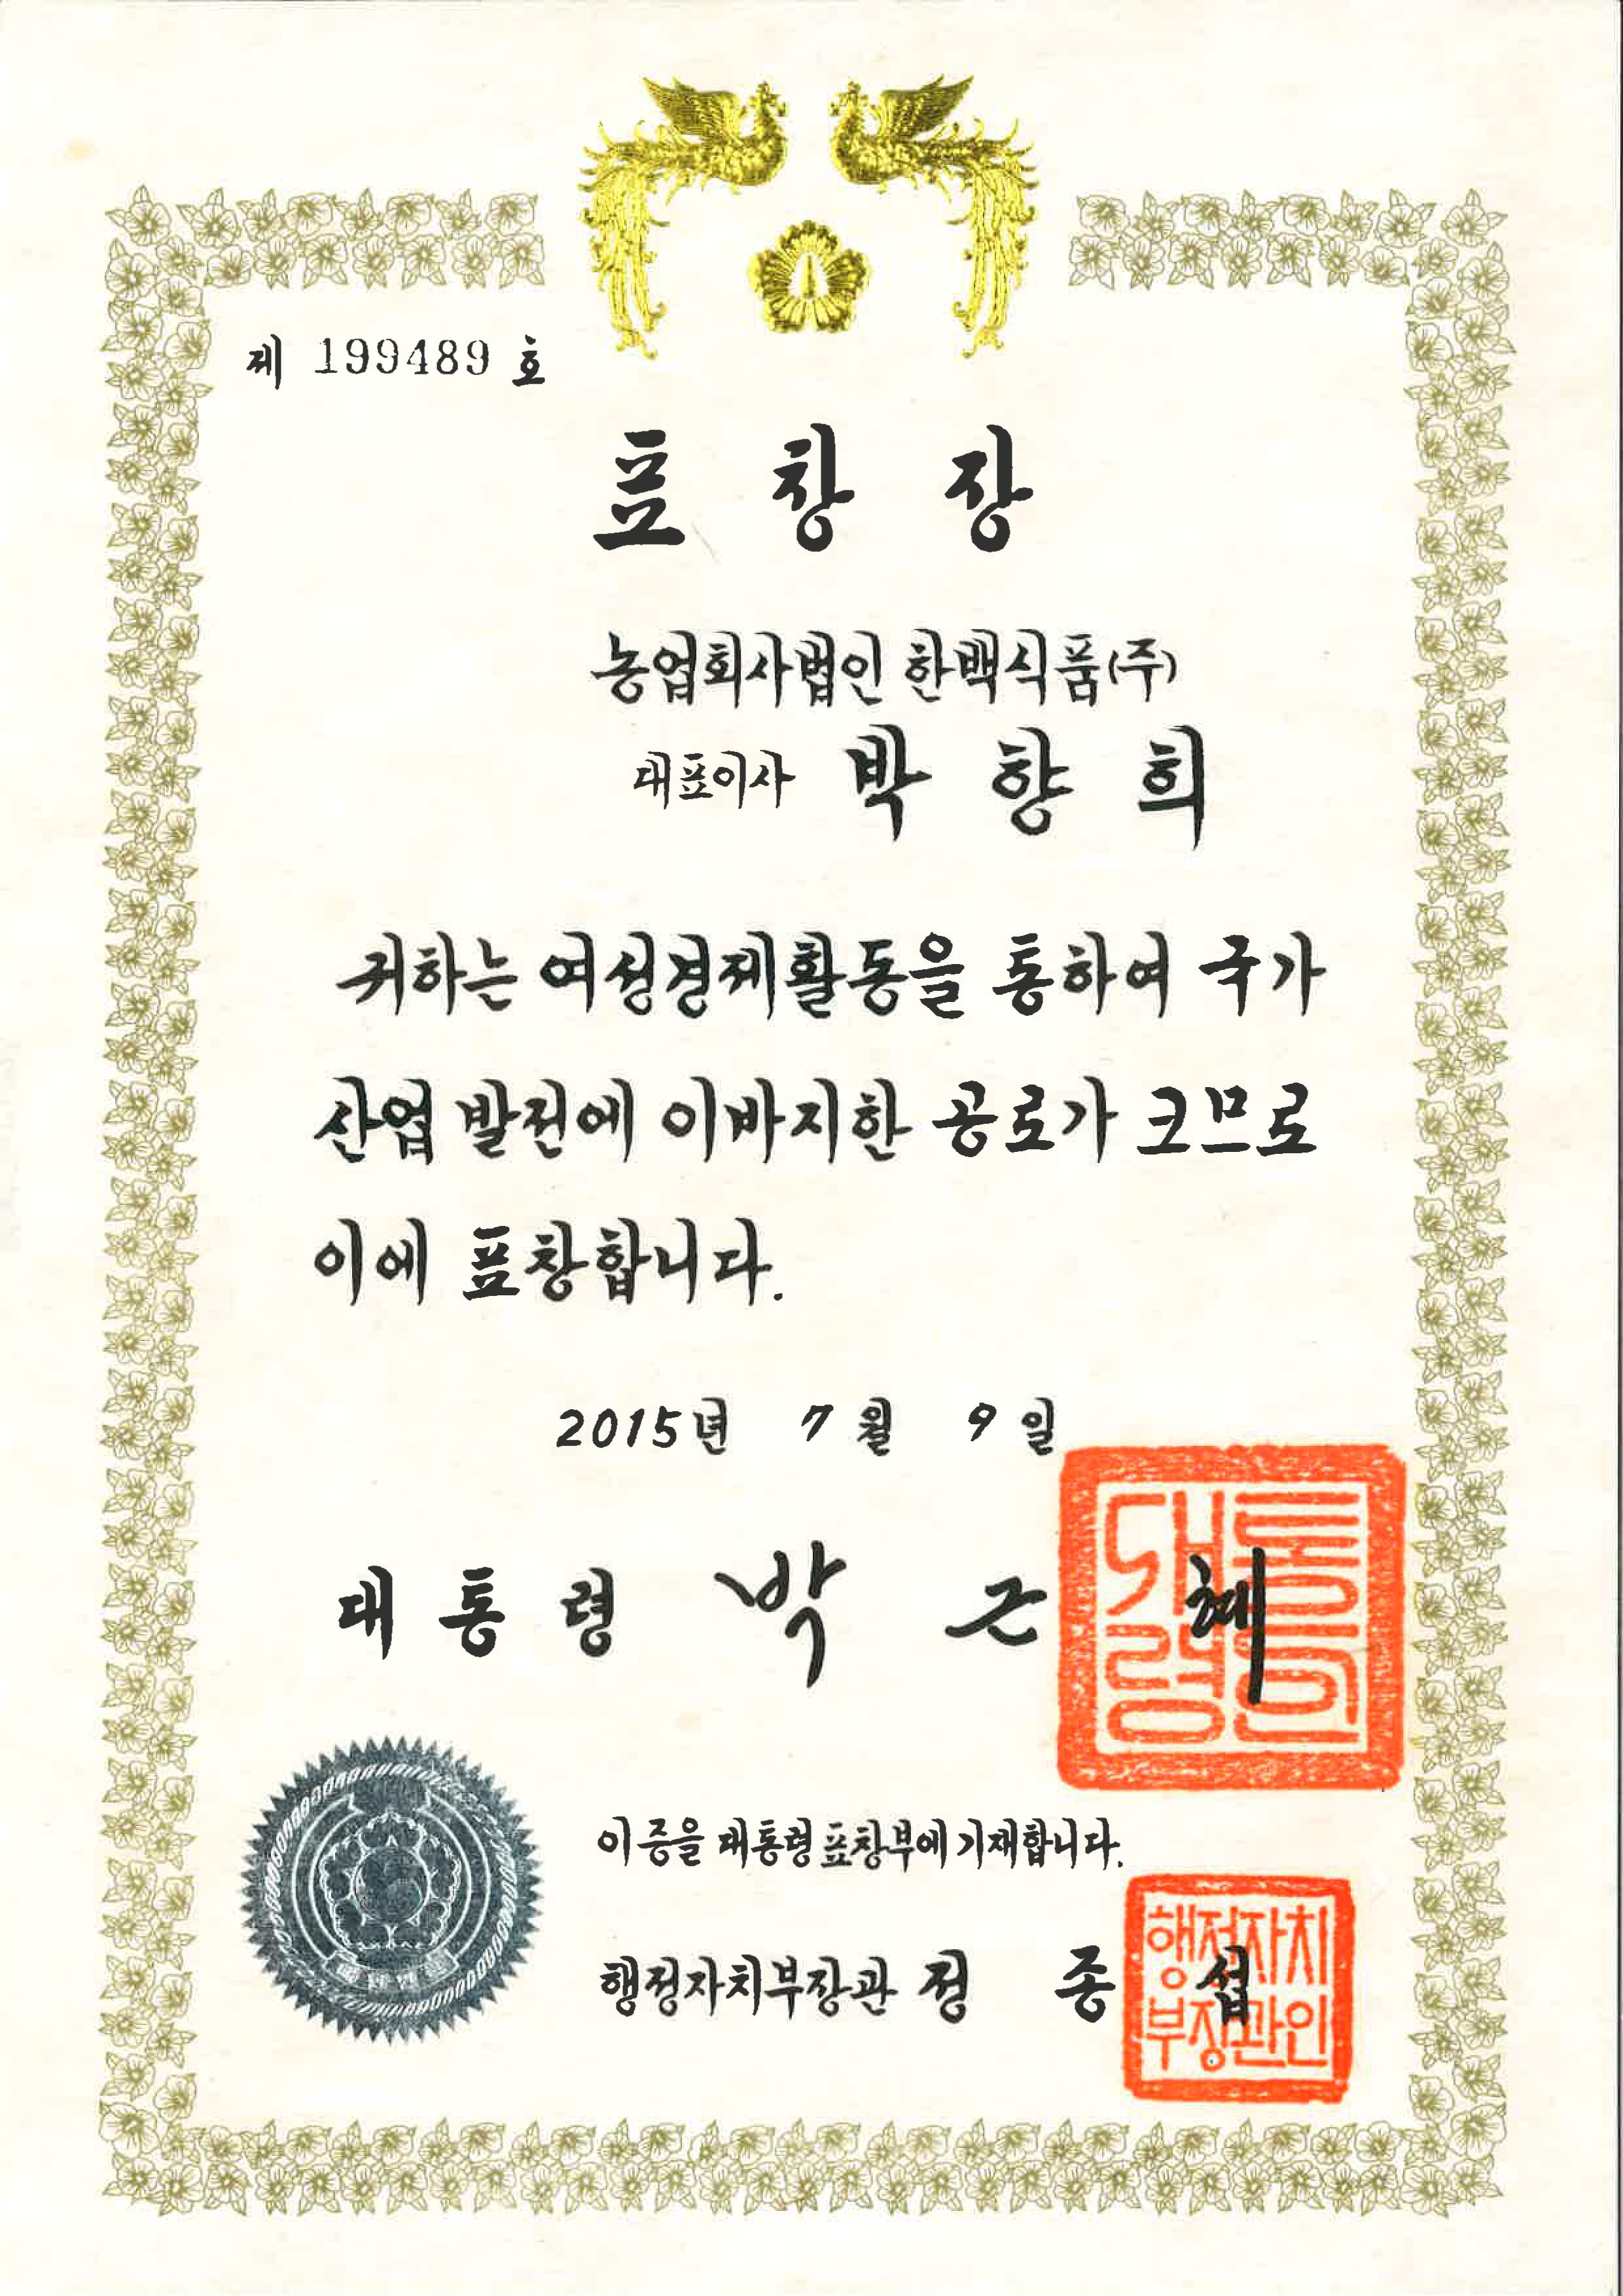 제 199489 호
표 창 장
농업회사법인 한백식품(주)
대표이사 박 향 희
귀하는 여성경제활동을 통하여 국가
산업 발전에 이바지한 공로가 크므로
이에 표창합니다.
2015년 7월 9일
대통령 박 근 혜
대통령인
이 증을 대통령 표창부에 기재합니다.
행정자치부장관 정 종 섭
행정자치
부장관인